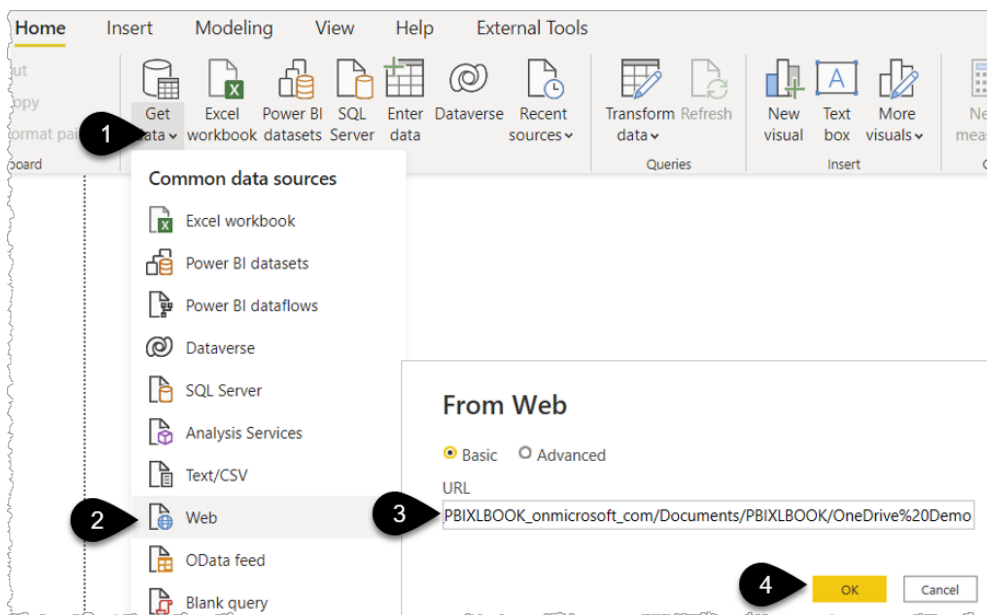 Home Insert Modeling View Help External Tools
Get Excel Power BI SQL Enter Dataverse Recent Transform Refresh New Text More
workbook datasets Server data sources data visual box visuals
Queries Insert
1
Common data sources
Excel workbook
Power BI datasets
Power BI dataflows
Dataverse
SQL Server
Analysis Services
Text/CSV
2 Web
OData feed
Blank query
From Web
Basic Advanced
URL
3 PBIXLBOOK_onmicrosoft_com/Documents/PBIXLBOOK/OneDrive%20Demo
4 OK Cancel